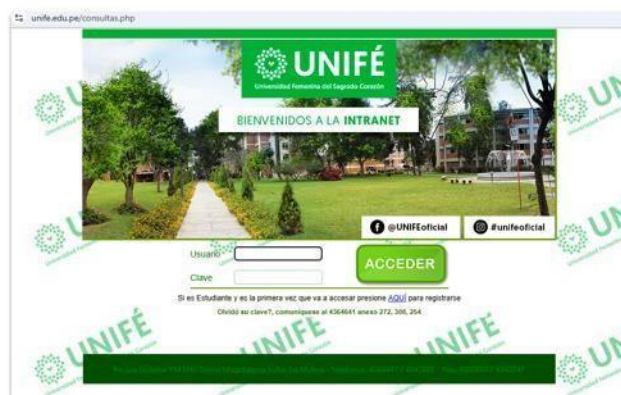 unife.edu.pe/consultas.php
UNIFÉ
Universidad Femenina del Sagrado Corazón
BIENVENIDOS A LA INTRANET
@UNIFEoficial
#unifeoficial
Usuario
ACCEDER
Clave
Si es Estudiante y es la primera vez que va a accesar presione AQUÍ para registrarse
Olvidó su clave?, comuníquese al 4364641 anexo 272, 306, 254
UNIFÉ
UNIFÉ